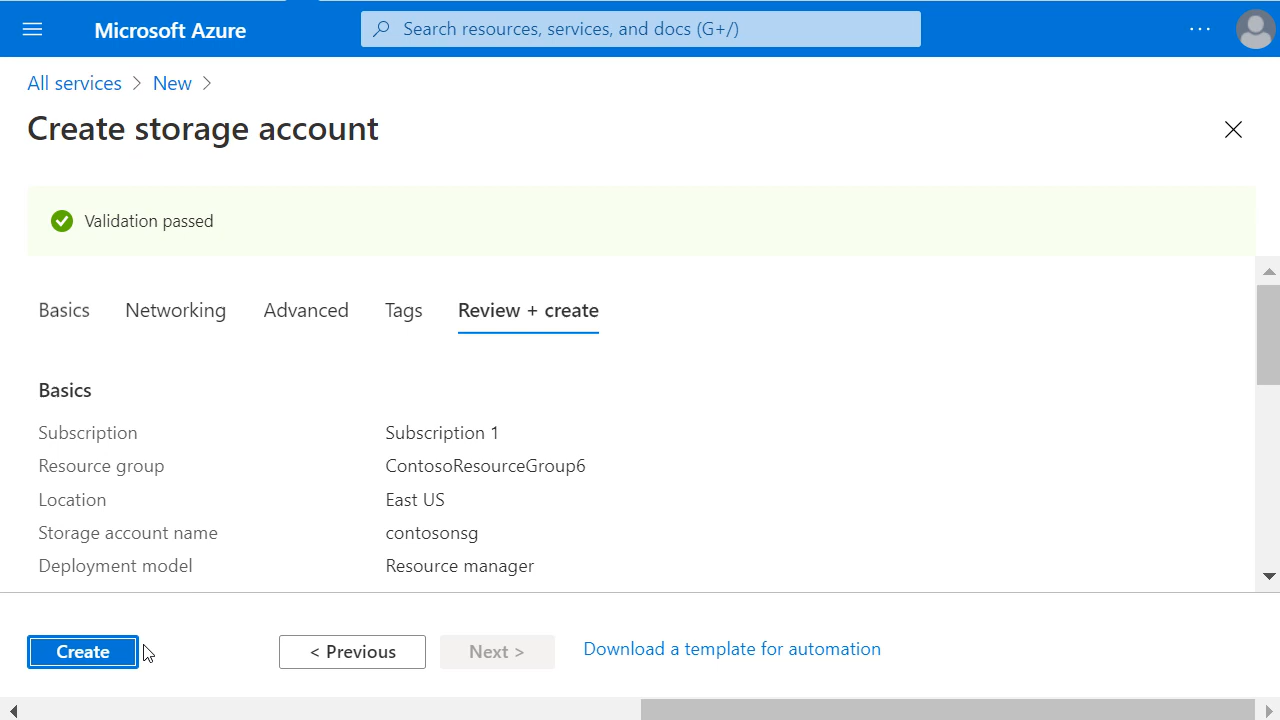 Microsoft Azure
Search resources, services, and docs (G+/)
All services > New >
Create storage account
Validation passed
Basics Networking Advanced Tags Review + create
Basics
Subscription Subscription 1
Resource group ContosoResourceGroup6
Location East US
Storage account name contosonsg
Deployment model Resource manager
Create < Previous Next > Download a template for automation